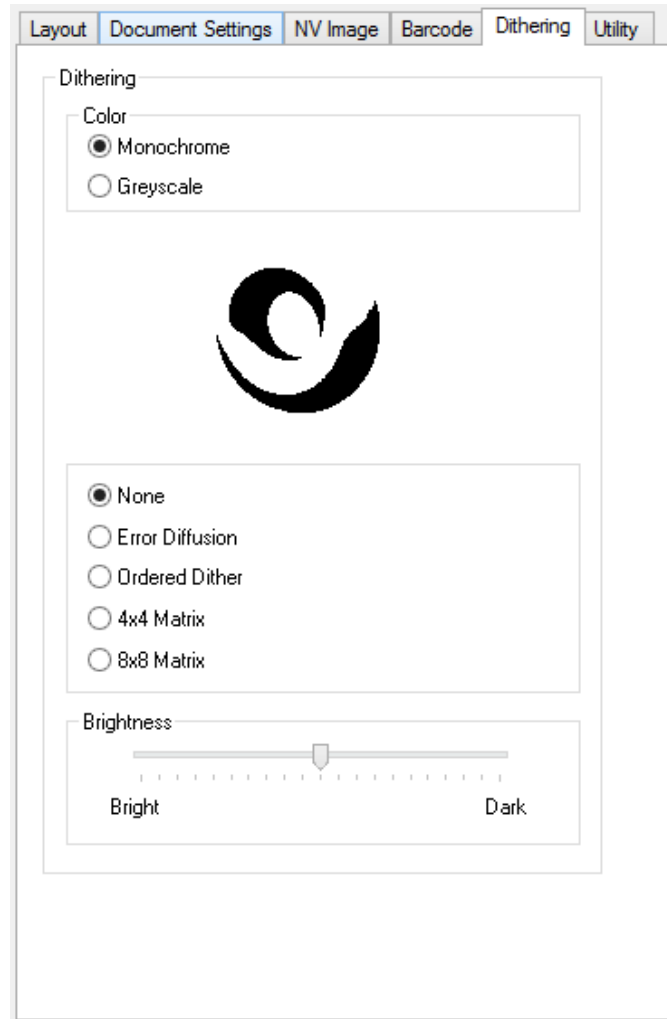 Layout Document Settings NV Image Barcode Dithering Utility
Dithering
Color
Monochrome
Greyscale
None
Error Diffusion
Ordered Dither
4x4 Matrix
8x8 Matrix
Brightness
Bright Dark